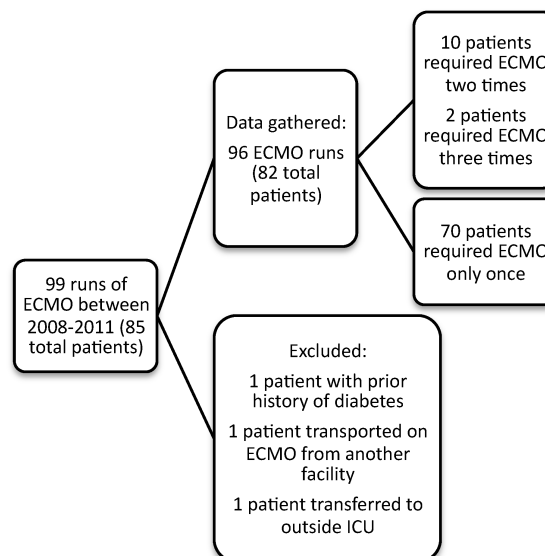 99 runs of
ECMO between
2008-2011 (85
total patients)
Data gathered:
96 ECMO runs
(82 total
patients)
10 patients
required ECMO
two times
2 patients
required ECMO
three times
70 patients
required ECMO
only once
Excluded:
1 patient with prior
history of diabetes
1 patient transported on
ECMO from another
facility
1 patient transferred to
outside ICU